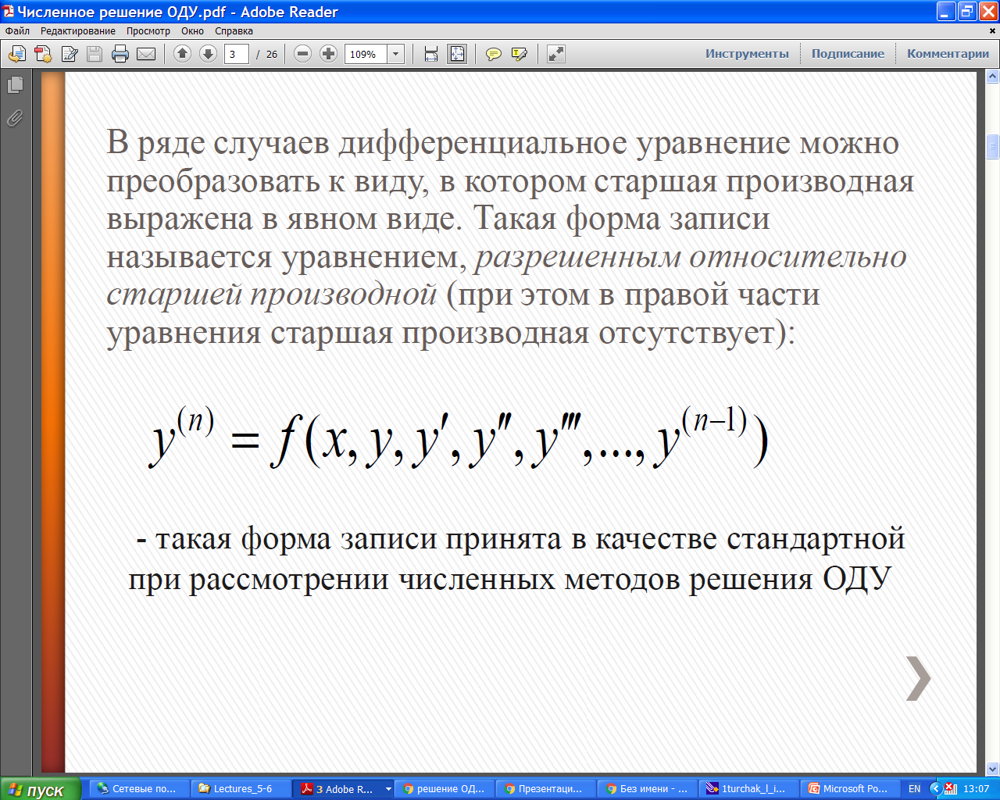 Численное решение ОДУ.pdf - Adobe Reader
Файл Редактирование Просмотр Окно Справка
3 / 26 109% Инструменты Подписание Комментарии
В ряде случаев дифференциальное уравнение можно
преобразовать к виду, в котором старшая производная
выражена в явном виде. Такая форма записи
называется уравнением, разрешенным относительно
старшей производной (при этом в правой части
уравнения старшая производная отсутствует):
y^(n) = f(x, y, y′, y″, y‴,..., y^(n–1))
- такая форма записи принята в качестве стандартной
при рассмотрении численных методов решения ОДУ
пуск Сетевые по... Lectures_5-6 3 Adobe R... решение ОД... Презентаци... Без имени - ... 1turchak_l_i... Microsoft Po... EN 13:07